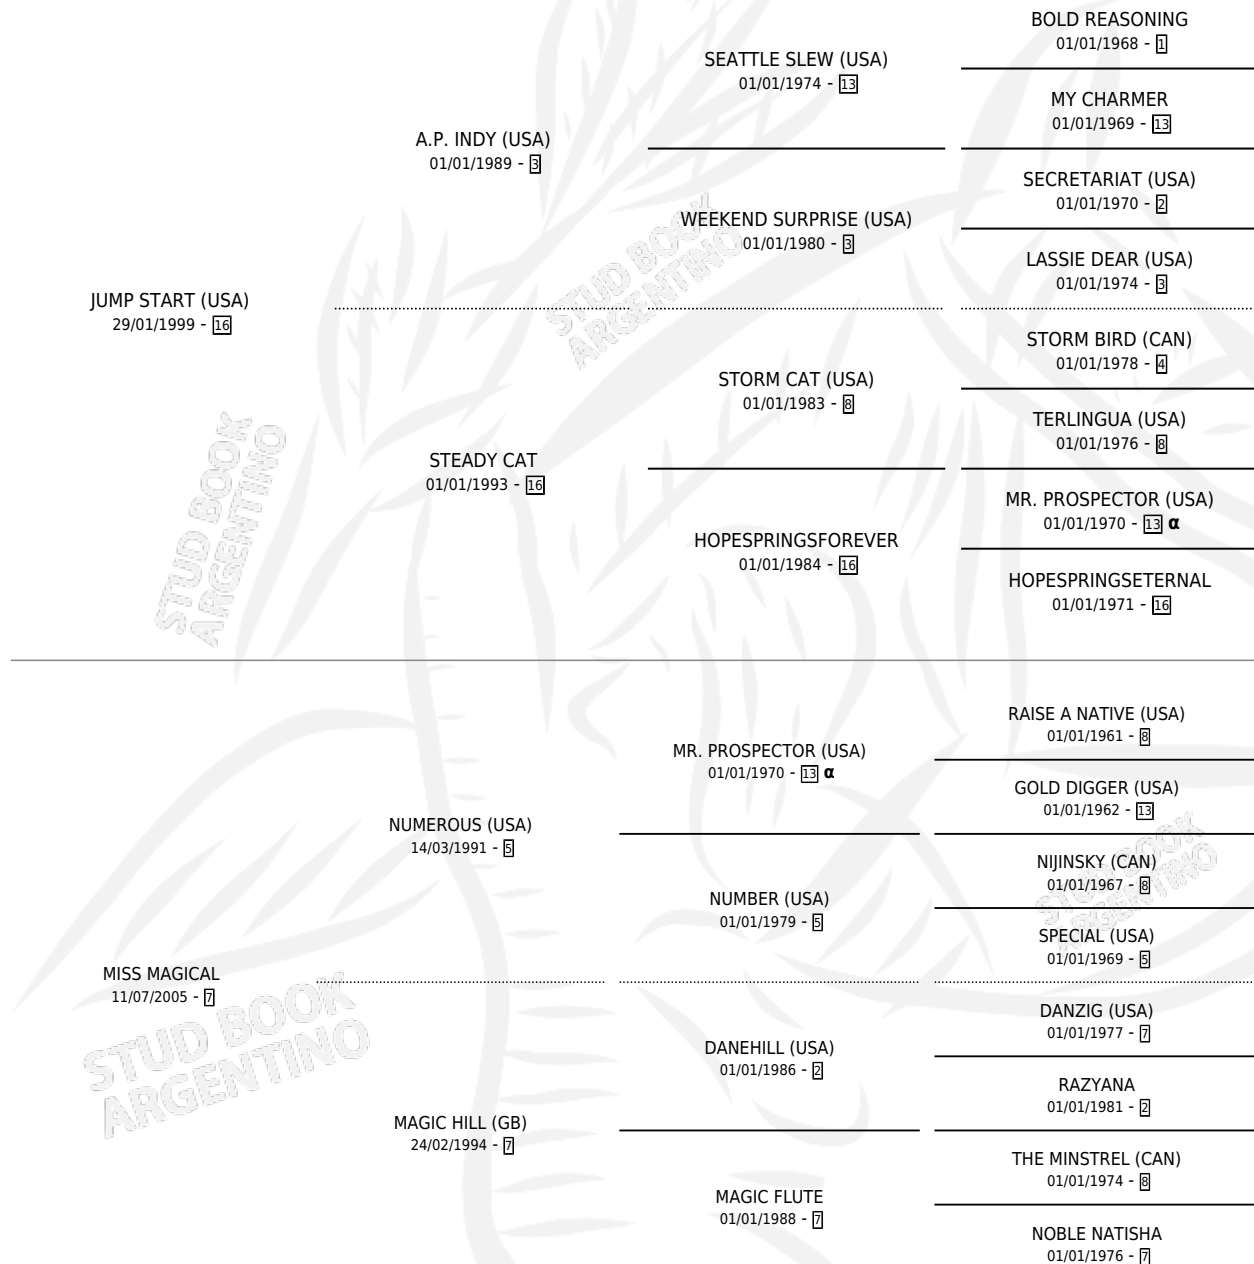 BOLD REASONING
01/01/1968 - 1
SEATTLE SLEW (USA)
01/01/1974 - 13
MY CHARMER
01/01/1969 - 13
A.P. INDY (USA)
01/01/1989 - 3
SECRETARIAT (USA)
01/01/1970 - 2
WEEKEND SURPRISE (USA)
01/01/1980 - 3
LASSIE DEAR (USA)
01/01/1974 - 3
JUMP START (USA)
29/01/1999 - 16
STORM BIRD (CAN)
01/01/1978 - 4
STORM CAT (USA)
01/01/1983 - 8
TERLINGUA (USA)
01/01/1976 - 8
STEADY CAT
01/01/1993 - 16
MR. PROSPECTOR (USA)
01/01/1970 - 13 α
HOPESPRINGSFOREVER
01/01/1984 - 16
HOPESPRINGSETERNAL
01/01/1971 - 16
RAISE A NATIVE (USA)
01/01/1961 - 8
MR. PROSPECTOR (USA)
01/01/1970 - 13 α
GOLD DIGGER (USA)
01/01/1962 - 13
NUMEROUS (USA)
14/03/1991 - 5
NIJINSKY (CAN)
01/01/1967 - 8
NUMBER (USA)
01/01/1979 - 5
SPECIAL (USA)
01/01/1969 - 5
MISS MAGICAL
11/07/2005 - 7
DANZIG (USA)
01/01/1977 - 7
DANEHILL (USA)
01/01/1986 - 2
RAZYANA
01/01/1981 - 2
MAGIC HILL (GB)
24/02/1994 - 7
THE MINSTREL (CAN)
01/01/1974 - 8
MAGIC FLUTE
01/01/1988 - 7
NOBLE NATISHA
01/01/1976 - 7
STUD BOOK
ARGENTINO
STUD BOOK
ARGENTINO
STUD BOOK
ARGENTINO
STUD BOOK
ARGENTINO